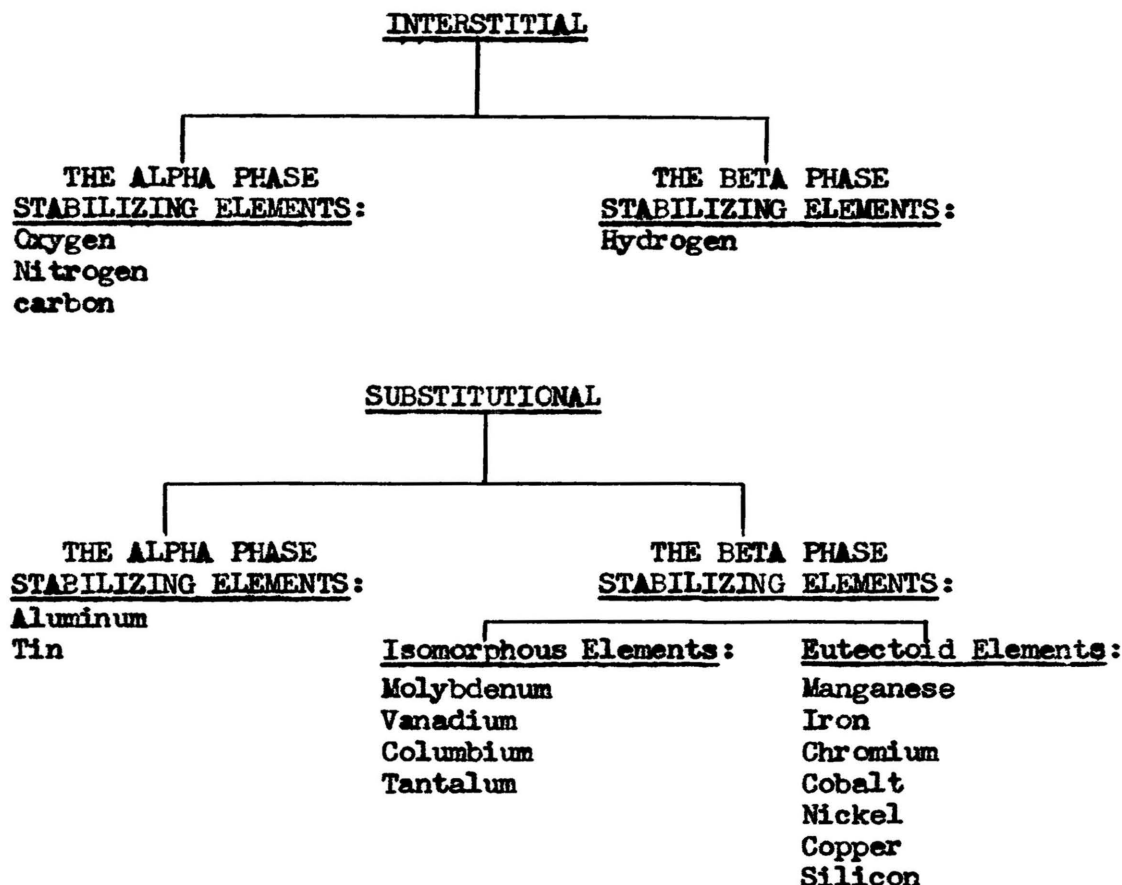 INTERSTITIAL
THE ALPHA PHASE
STABILIZING ELEMENTS:
Oxygen
Nitrogen
carbon
THE BETA PHASE
STABILIZING ELEMENTS:
Hydrogen
SUBSTITUTIONAL
THE ALPHA PHASE
STABILIZING ELEMENTS:
Aluminum
Tin
THE BETA PHASE
STABILIZING ELEMENTS:
Isomorphous Elements:
Molybdenum
Vanadium
Columbium
Tantalum
Eutectoid Elements:
Manganese
Iron
Chromium
Cobalt
Nickel
Copper
Silicon